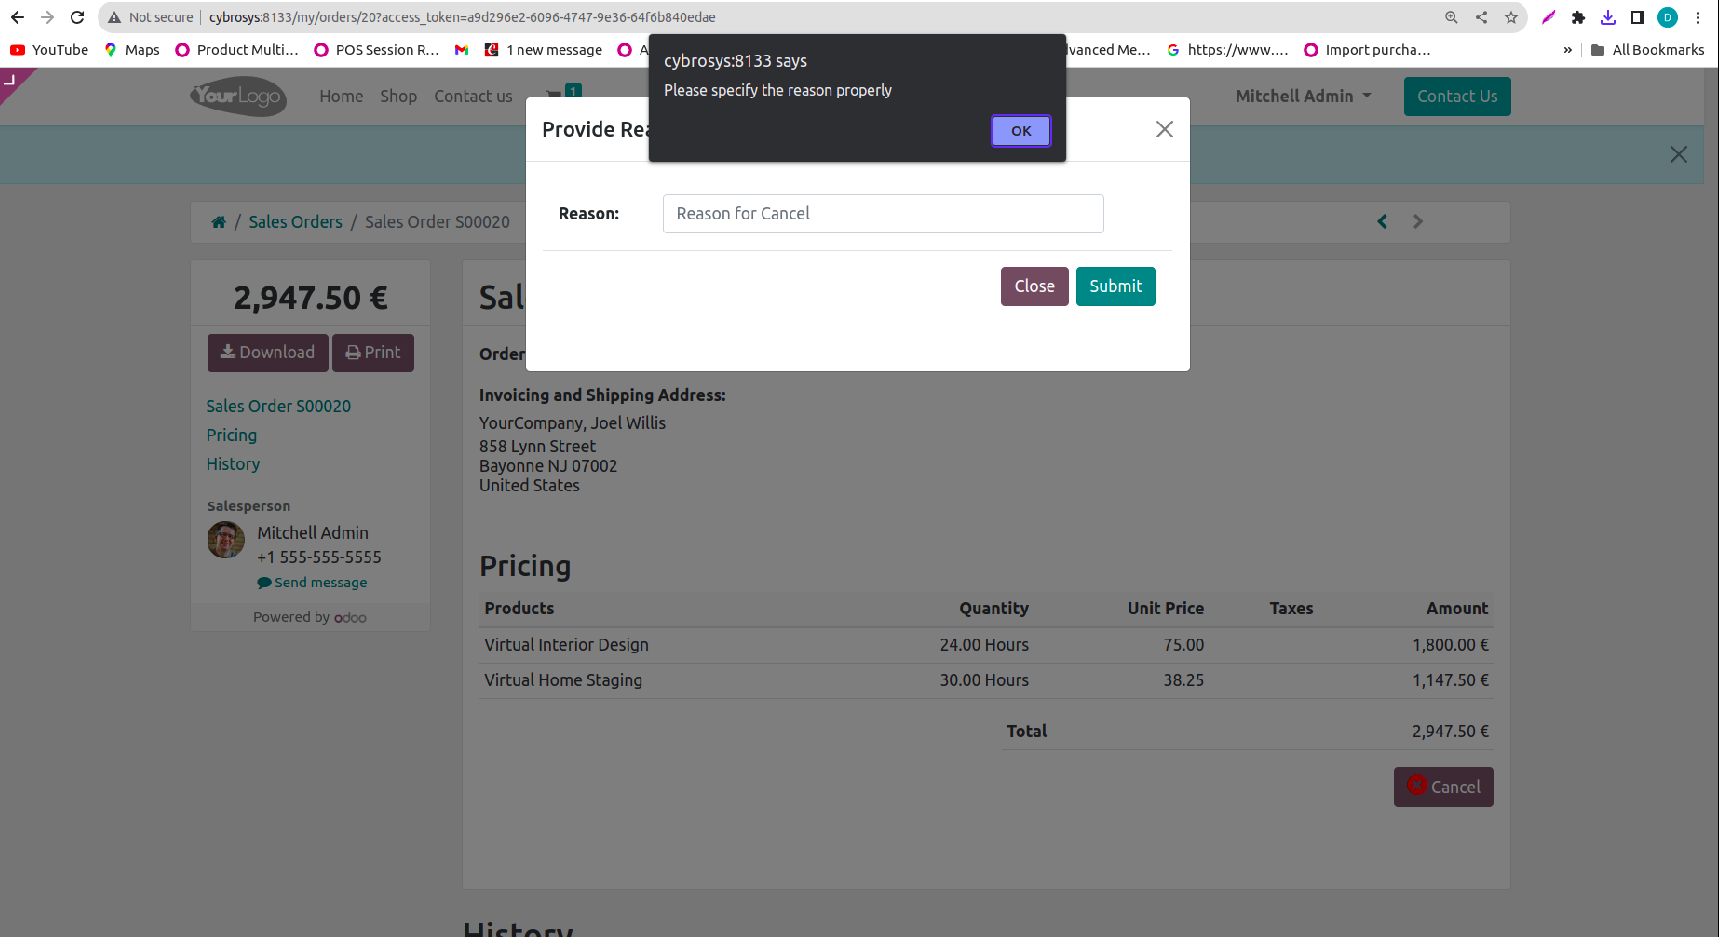 Not secure cybrosys:8133/my/orders/20?access_token=a9d296e2-6096-4747-9e36-64f6b840edae D
YouTube Maps Product Multi... POS Session R... 1 new message A dvanced Me... https://www.... Import purcha... » All Bookmarks
cybrosys:8133 says
Please specify the reason properly
OK
YourLogo Home Shop Contact us 1 Mitchell Admin Contact Us
Provide Rea
/ Sales Orders / Sales Order S00020
Reason: Reason for Cancel
Close Submit
2,947.50 €
Download Print
Sales Order S00020
Pricing
History
Salesperson
Mitchell Admin
+1 555-555-5555
Send message
Powered by odoo
Sal
Order
Invoicing and Shipping Address:
YourCompany, Joel Willis
858 Lynn Street
Bayonne NJ 07002
United States
Pricing
Products Quantity Unit Price Taxes Amount
Virtual Interior Design 24.00 Hours 75.00 1,800.00 €
Virtual Home Staging 30.00 Hours 38.25 1,147.50 €
Total 2,947.50 €
Cancel
History